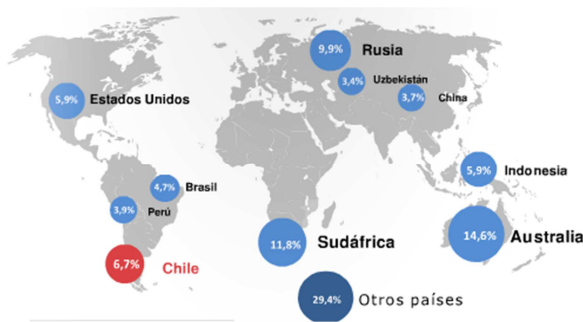 9,9% Rusia
3,4% Uzbekistán
5,9% Estados Unidos
3,7% China
5,9% Indonesia
4,7% Brasil
3,9% Perú
14,6% Australia
11,8% Sudáfrica
6,7% Chile
29,4% Otros países